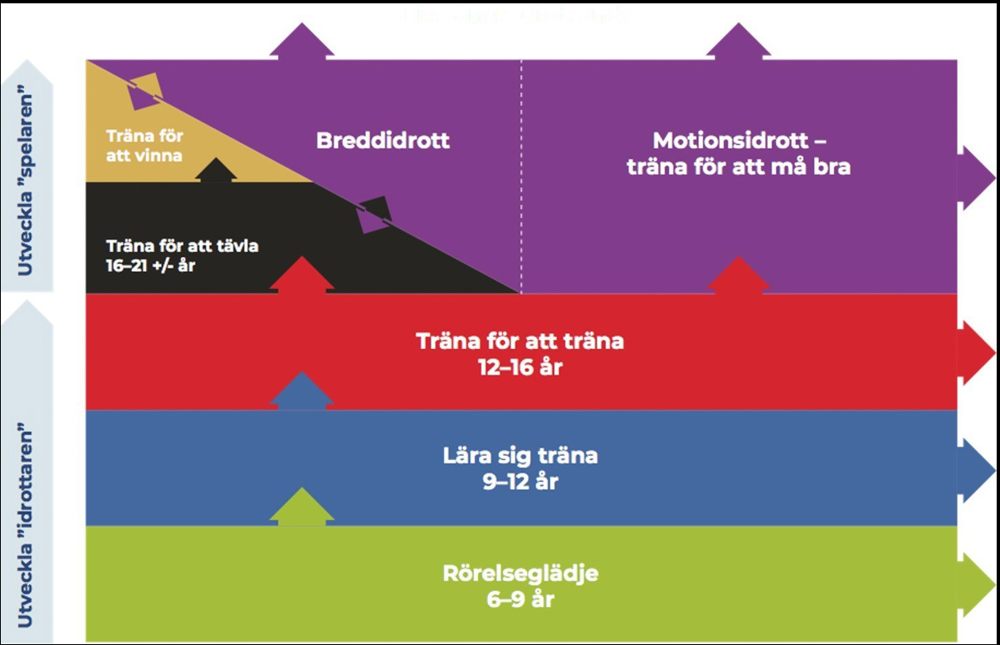 Utveckla ”spelaren”
Träna för
att vinna
Breddidrott
Motionsidrott –
träna för att må bra
Träna för att tävla
16–21 +/- år
Utveckla ”idrottaren”
Träna för att träna
12–16 år
Lära sig träna
9–12 år
Rörelseglädje
6–9 år